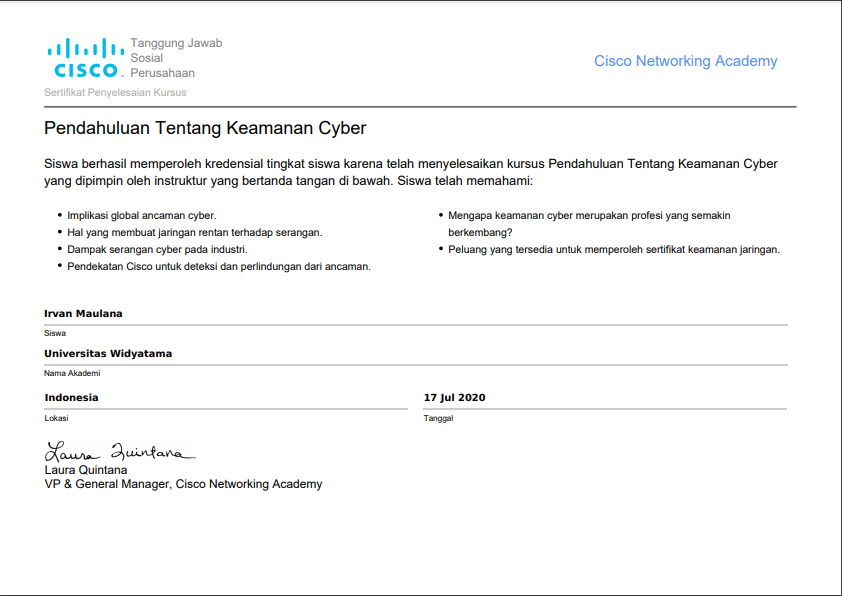 Tanggung Jawab
Sosial
CISCO. Perusahaan
Cisco Networking Academy
Sertifikat Penyelesaian Kursus
Pendahuluan Tentang Keamanan Cyber
Siswa berhasil memperoleh kredensial tingkat siswa karena telah menyelesaikan kursus Pendahuluan Tentang Keamanan Cyber
yang dipimpin oleh instruktur yang bertanda tangan di bawah. Siswa telah memahami:
• Implikasi global ancaman cyber.
• Hal yang membuat jaringan rentan terhadap serangan.
• Dampak serangan cyber pada industri.
• Pendekatan Cisco untuk deteksi dan perlindungan dari ancaman.
• Mengapa keamanan cyber merupakan profesi yang semakin
berkembang?
• Peluang yang tersedia untuk memperoleh sertifikat keamanan jaringan.
Irvan Maulana
Siswa
Universitas Widyatama
Nama Akademi
Indonesia
Lokasi
17 Jul 2020
Tanggal
Laura Quintana
Laura Quintana
VP & General Manager, Cisco Networking Academy